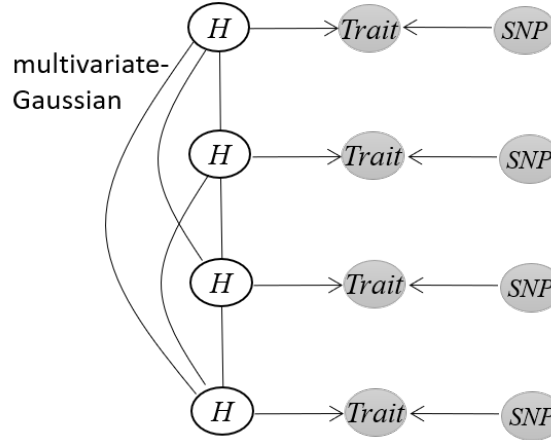 H Trait SNP
multivariate-
Gaussian
H Trait SNP
H Trait SNP
H Trait SNP